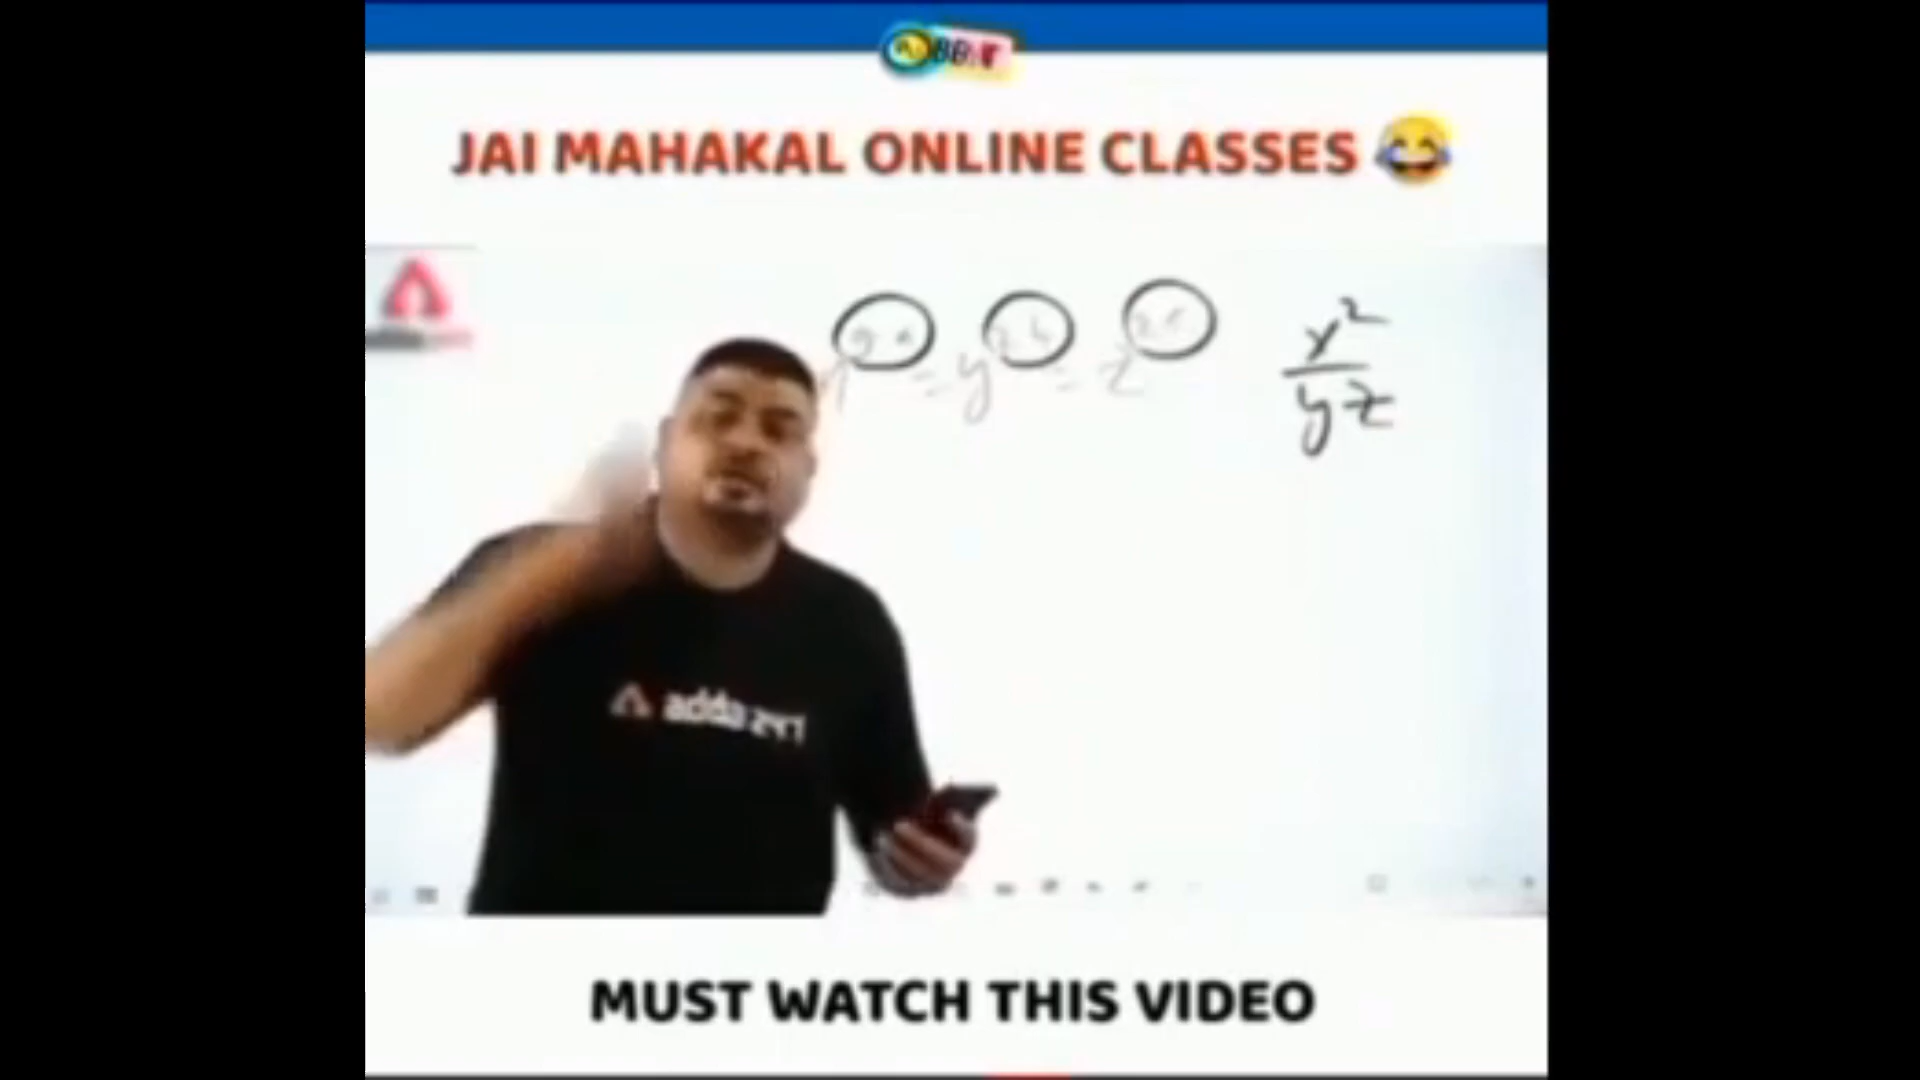 JAI MAHAKAL ONLINE CLASSES 😂
x²
yz
adda 247
MUST WATCH THIS VIDEO